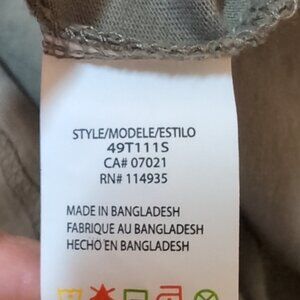 STYLE/MODELE/ESTILO
49T111S
CA# 07021
RN# 114935
MADE IN BANGLADESH
FABRIQUE AU BANGLADESH
HECHO EN BANGLADESH